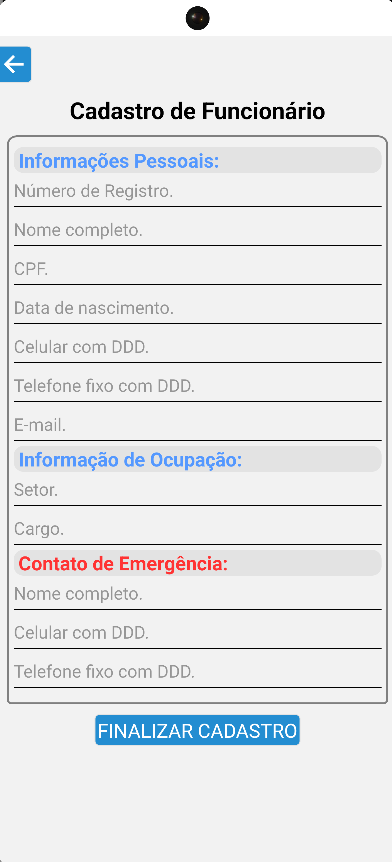 Cadastro de Funcionário
Informações Pessoais:
Número de Registro.
Nome completo.
CPF.
Data de nascimento.
Celular com DDD.
Telefone fixo com DDD.
E-mail.
Informação de Ocupação:
Setor.
Cargo.
Contato de Emergência:
Nome completo.
Celular com DDD.
Telefone fixo com DDD.
FINALIZAR CADASTRO